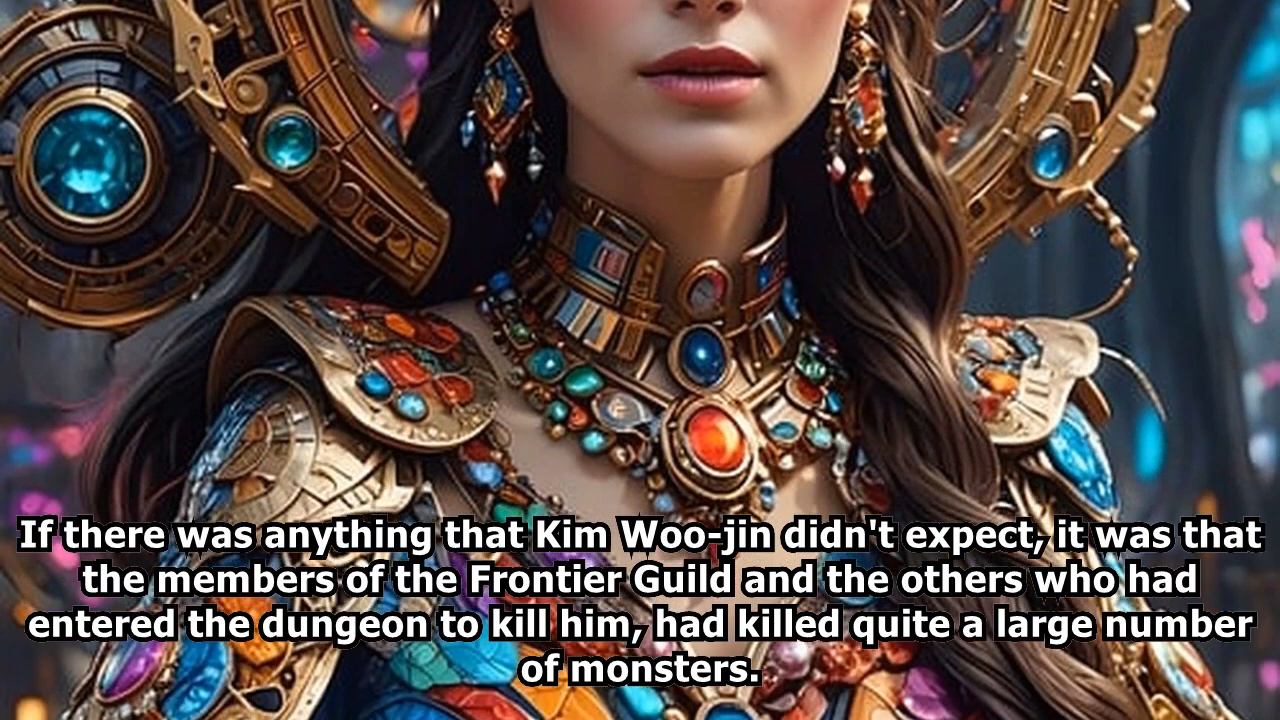 If there was anything that Kim Woo-jin didn't expect, it was that
the members of the Frontier Guild and the others who had
entered the dungeon to kill him, had killed quite a large number
of monsters.